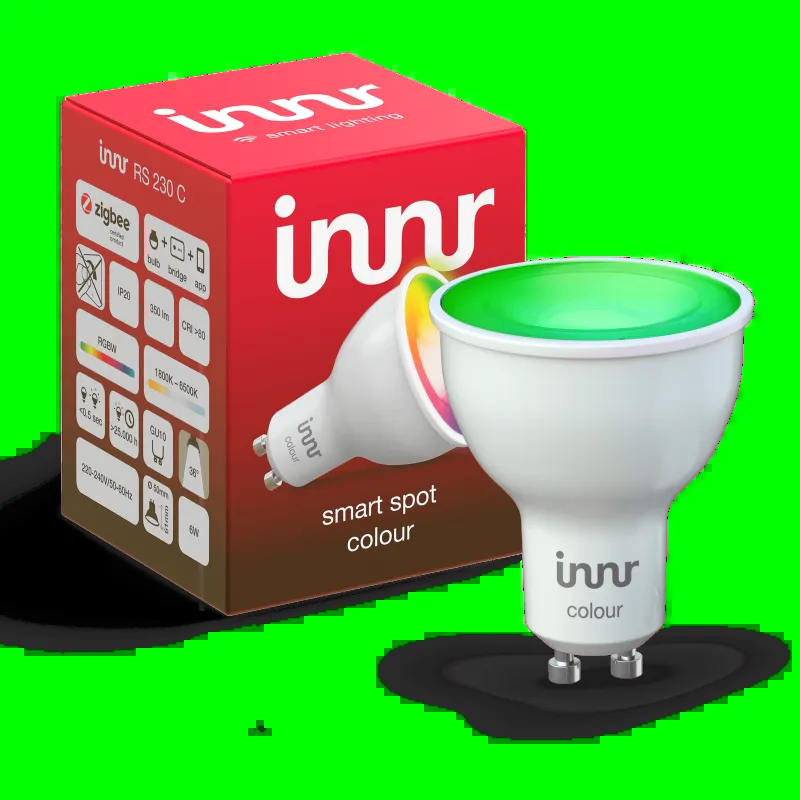 innr
smart lighting
innr RS 230 C
zigbee
certified
product
bulb
bridge
app
IP20
350 lm
CRI >80
RGBW
1800K - 6500K
<0,5 sec
>25.000 h
GU10
36°
220-240V/50-60Hz
Ø 50mm
61mm
6W
innr
innr
colour
smart spot
colour
innr
colour